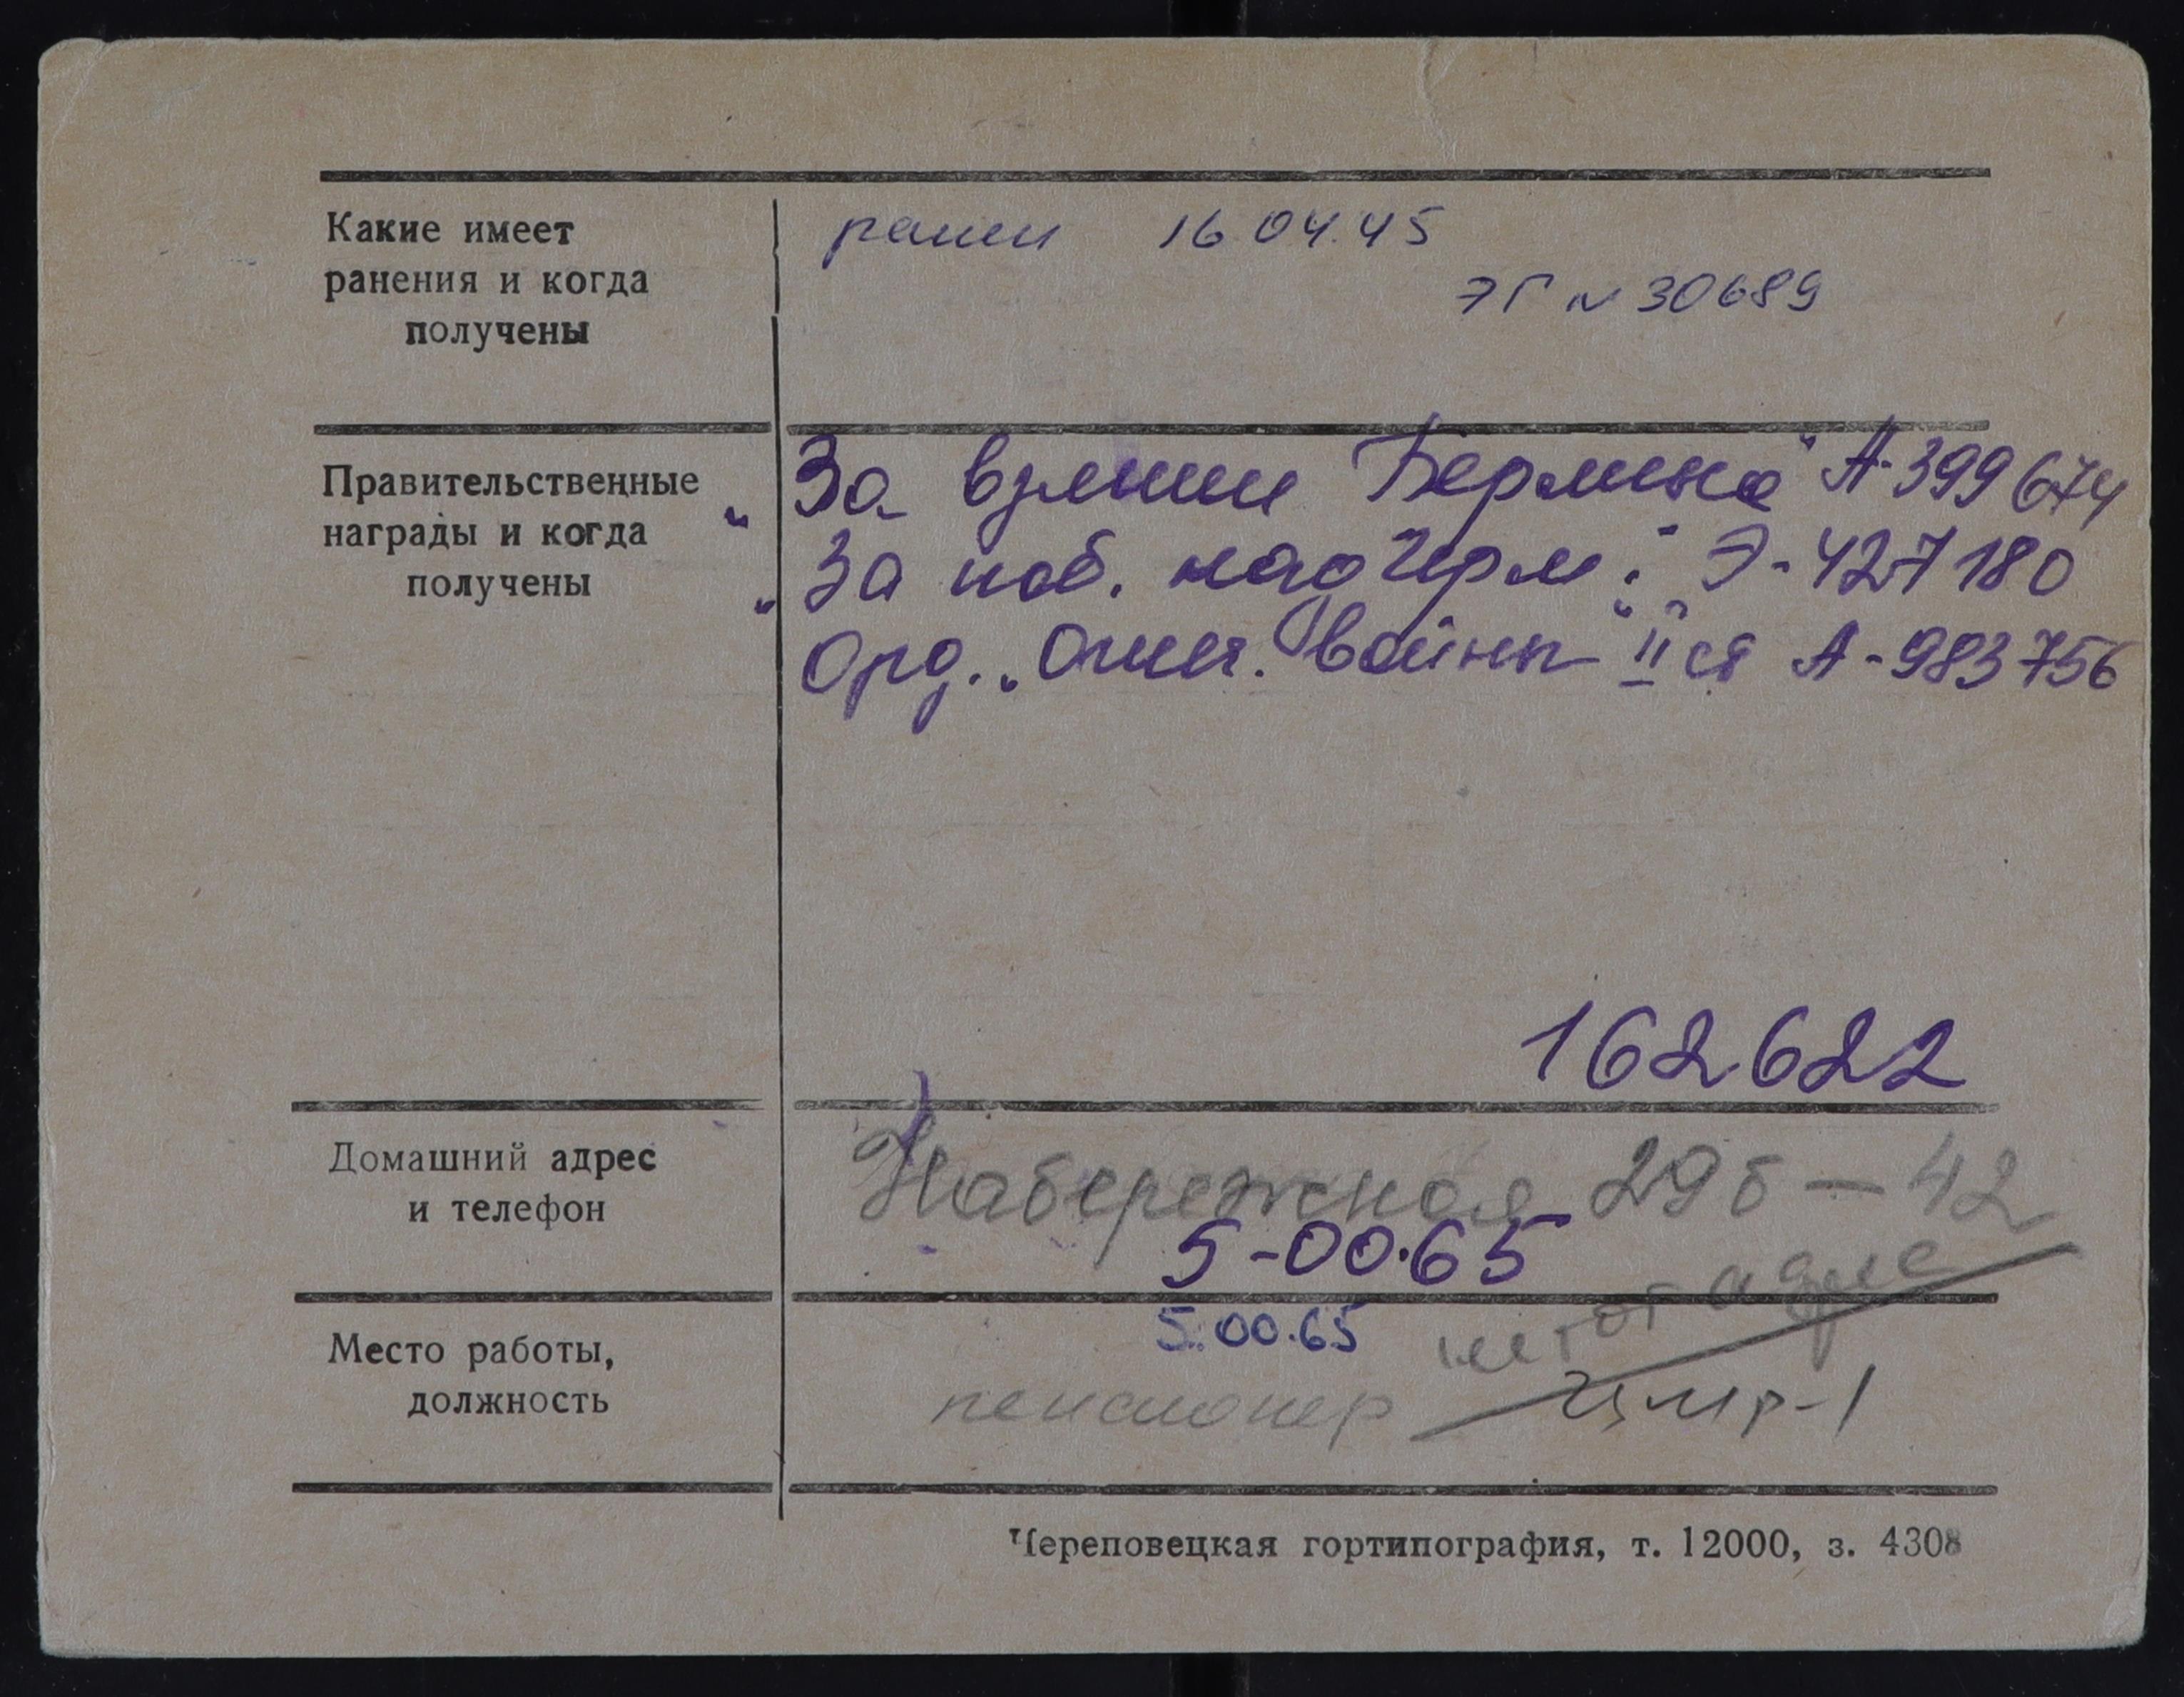 Какие имеет
ранения и когда
получены
ранен 16.04.45
ЭГ N 30689
Правительственные
награды и когда
получены
"За взятие Берлина" А-399674
"За поб. над Герм." Э-427180
Орд. "Отеч. войны" II ст А-983756
162622
Домашний адрес
и телефон
Набережная 29б-42
5-00.65
Место работы,
должность
5.00.65
пенсионер
Череповецкая гортипография, т. 12000, з. 4308